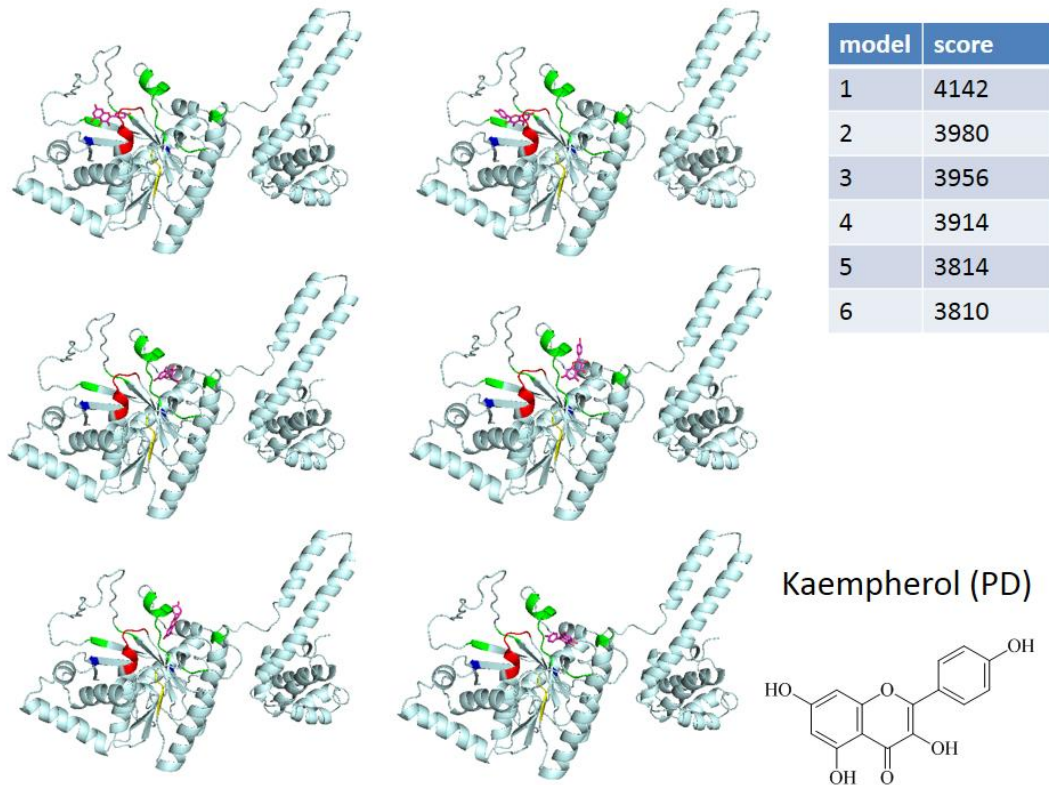 model score
1 4142
2 3980
3 3956
4 3914
5 3814
6 3810
Kaempherol (PD)
OH
HO O
OH
OH O